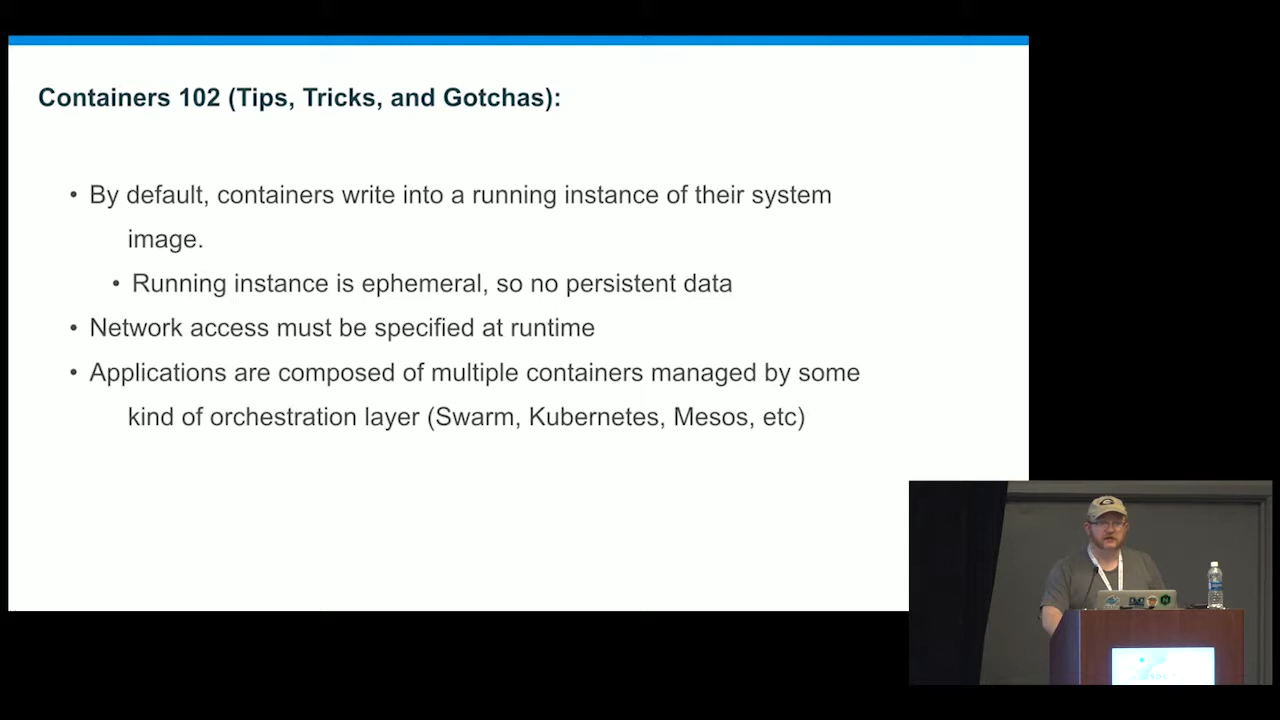 Containers 102 (Tips, Tricks, and Gotchas):
• By default, containers write into a running instance of their system
image.
• Running instance is ephemeral, so no persistent data
• Network access must be specified at runtime
• Applications are composed of multiple containers managed by some
kind of orchestration layer (Swarm, Kubernetes, Mesos, etc)